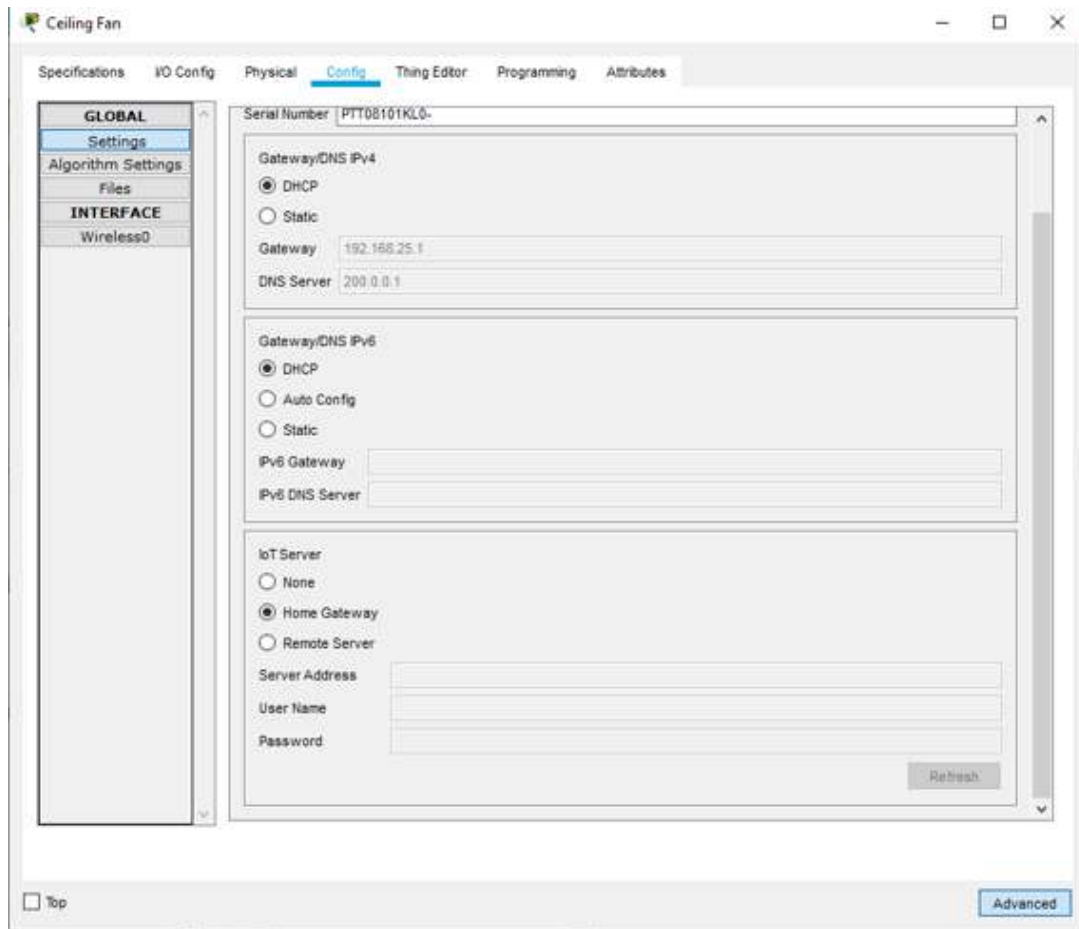 Ceiling Fan
Specifications I/O Config Physical Config Thing Editor Programming Attributes
GLOBAL
Settings
Algorithm Settings
Files
INTERFACE
Wireless0
Serial Number PTT08101KL0-
Gateway/DNS IPv4
DHCP
Static
Gateway 192.168.25.1
DNS Server 200.0.0.1
Gateway/DNS IPv6
DHCP
Auto Config
Static
IPv6 Gateway
IPv6 DNS Server
IoT Server
None
Home Gateway
Remote Server
Server Address
User Name
Password
Refresh
Top
Advanced